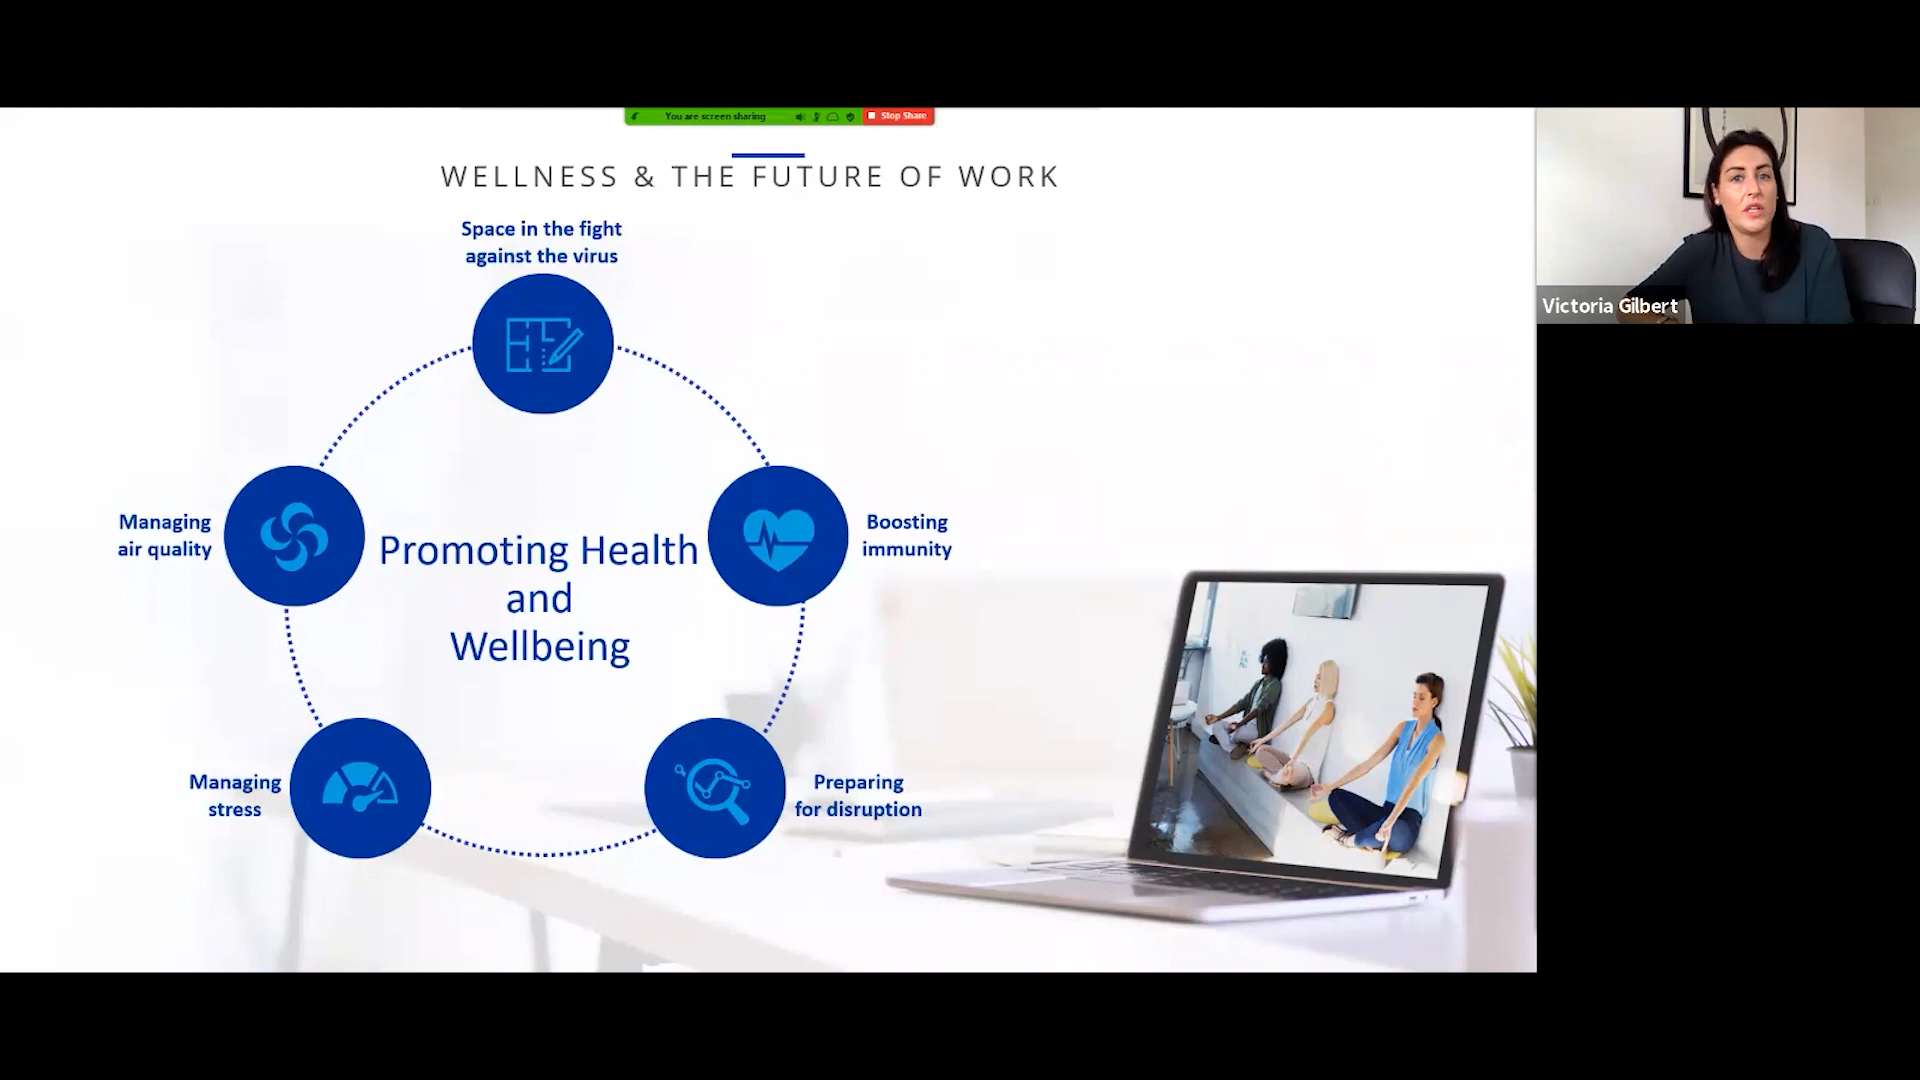 You are screen sharing
Stop Share
WELLNESS & THE FUTURE OF WORK
Space in the fight
against the virus
Managing
air quality
Promoting Health
and
Wellbeing
Boosting
immunity
Managing
stress
Preparing
for disruption
Victoria Gilbert